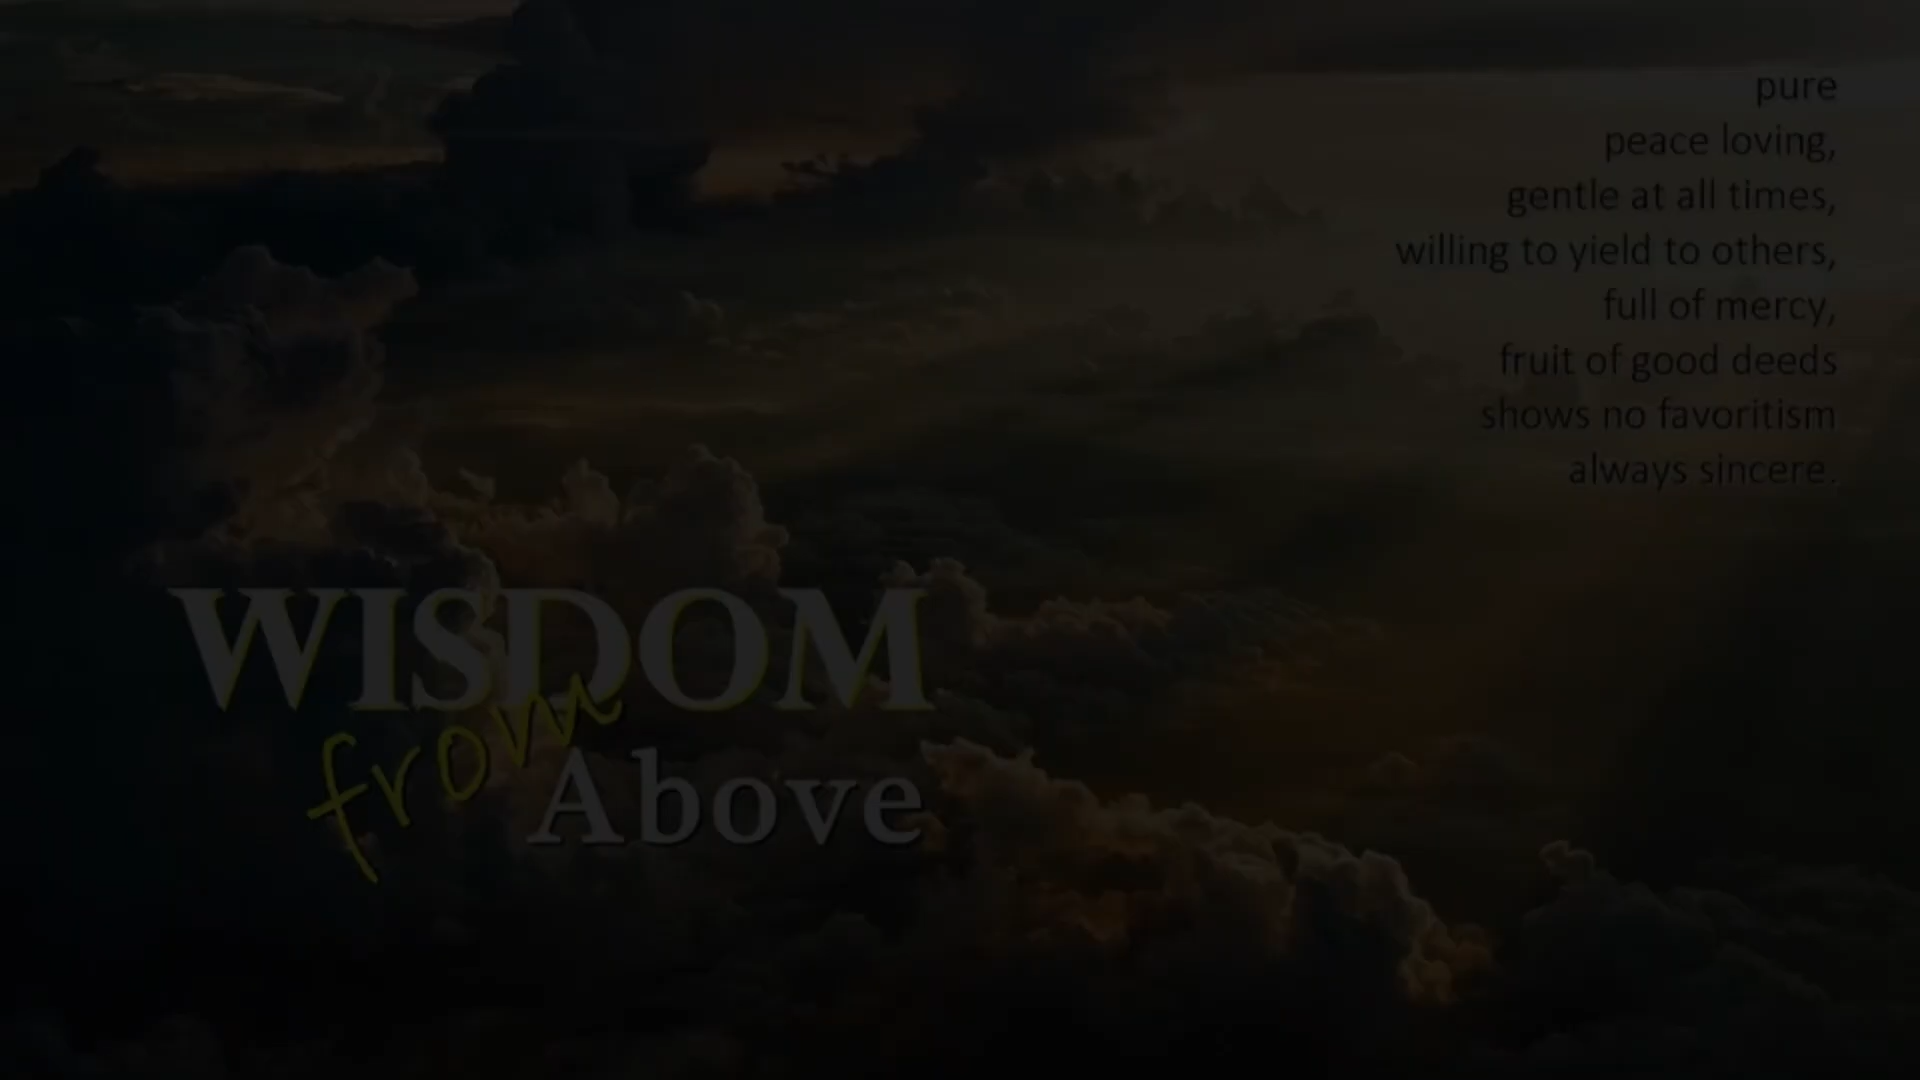 pure
peace loving,
gentle at all times,
willing to yield to others,
full of mercy,
fruit of good deeds
shows no favoritism
always sincere.
WISDOM
from
Above